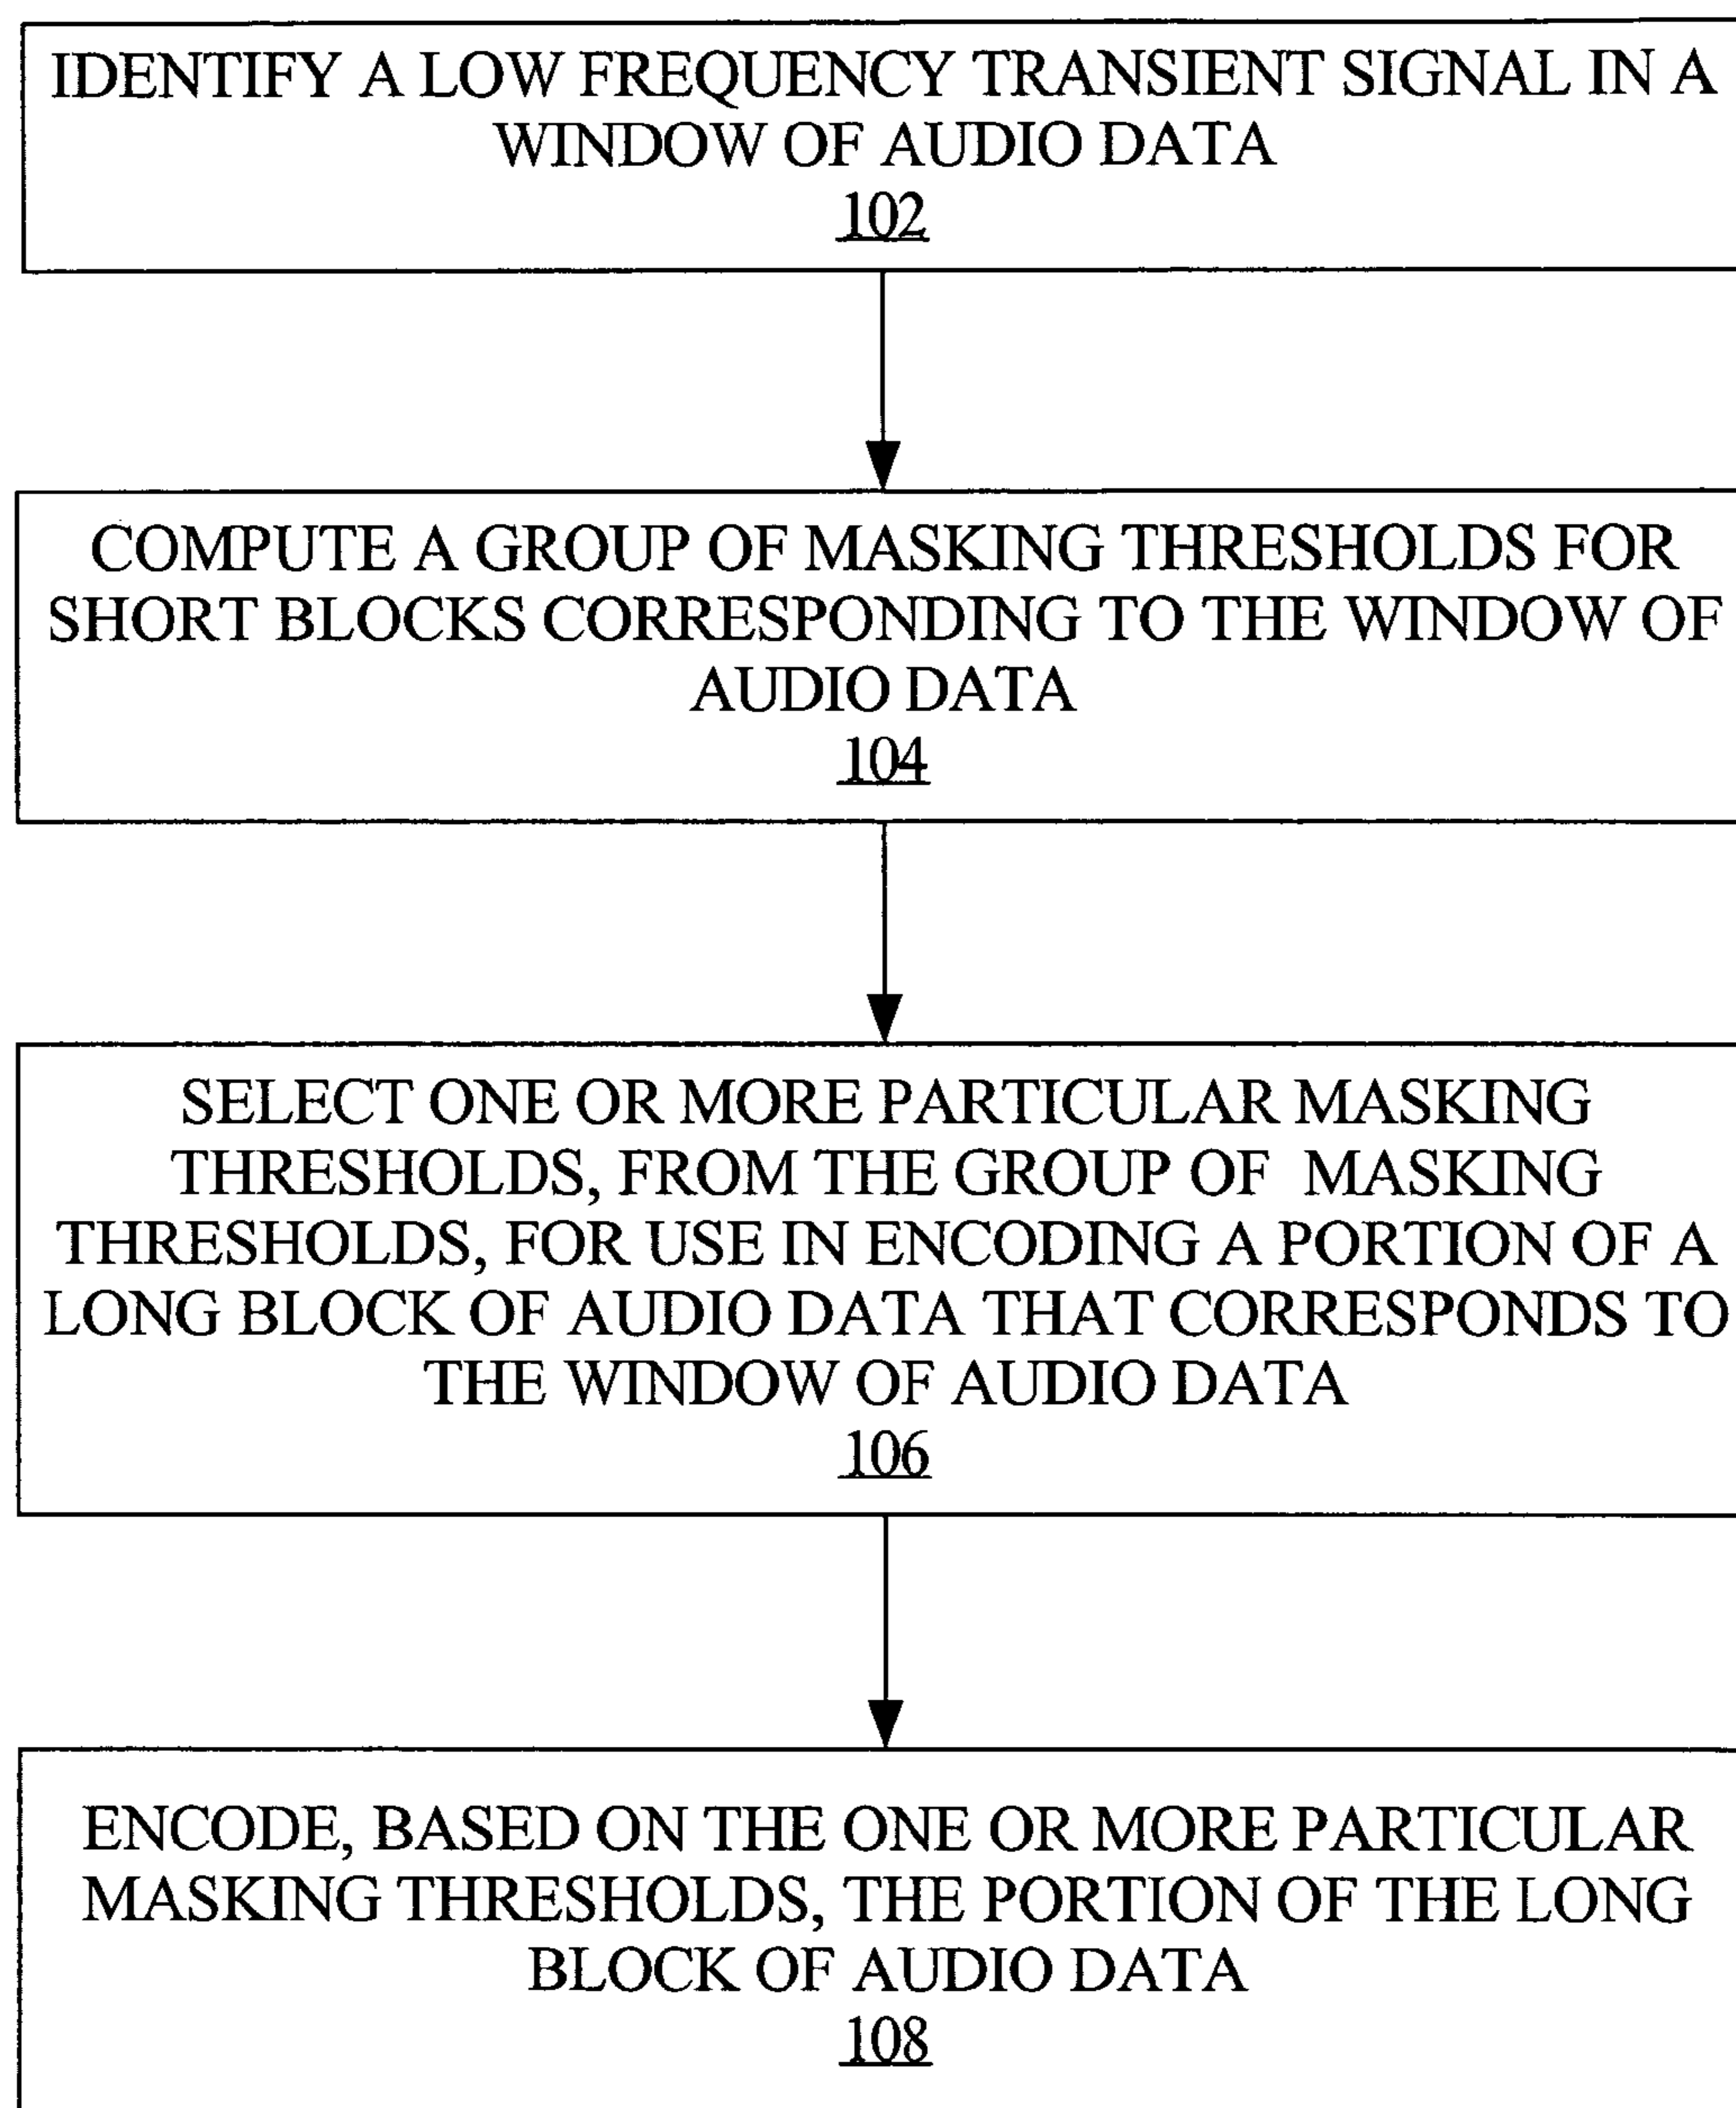 IDENTIFY A LOW FREQUENCY TRANSIENT SIGNAL IN A
WINDOW OF AUDIO DATA
102
COMPUTE A GROUP OF MASKING THRESHOLDS FOR
SHORT BLOCKS CORRESPONDING TO THE WINDOW OF
AUDIO DATA
104
SELECT ONE OR MORE PARTICULAR MASKING
THRESHOLDS, FROM THE GROUP OF MASKING
THRESHOLDS, FOR USE IN ENCODING A PORTION OF A
LONG BLOCK OF AUDIO DATA THAT CORRESPONDS TO
THE WINDOW OF AUDIO DATA
106
ENCODE, BASED ON THE ONE OR MORE PARTICULAR
MASKING THRESHOLDS, THE PORTION OF THE LONG
BLOCK OF AUDIO DATA
108